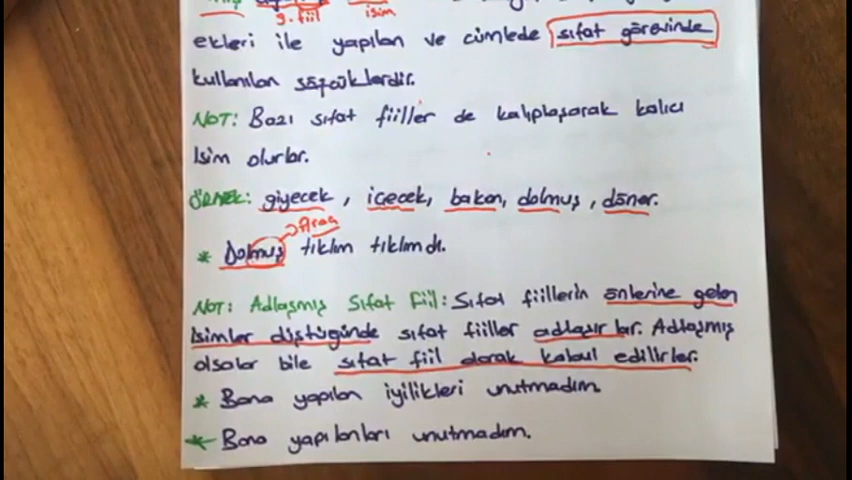 s.fiil isim
ekleri ile yapılan ve cümlede sıfat görevinde
kullanılan sözcüklerdir.
NOT: Bazı sıfat fiiller de kalıplaşarak kalıcı
isim olurlar.
ÖRNEK: giyecek, içecek, bakan, dolmuş, döner.
Araç
* Dolmuş tıklım tıklımdı.
NOT: Adlaşmış Sıfat Fiil: Sıfat fiillerin önlerine gelen
isimler düştüğünde sıfat fiiller adlaşırlar. Adlaşmış
olsalar bile sıfat fiil olarak kabul edilirler.
* Bana yapılan iyilikleri unutmadım.
* Bana yapılanları unutmadım.